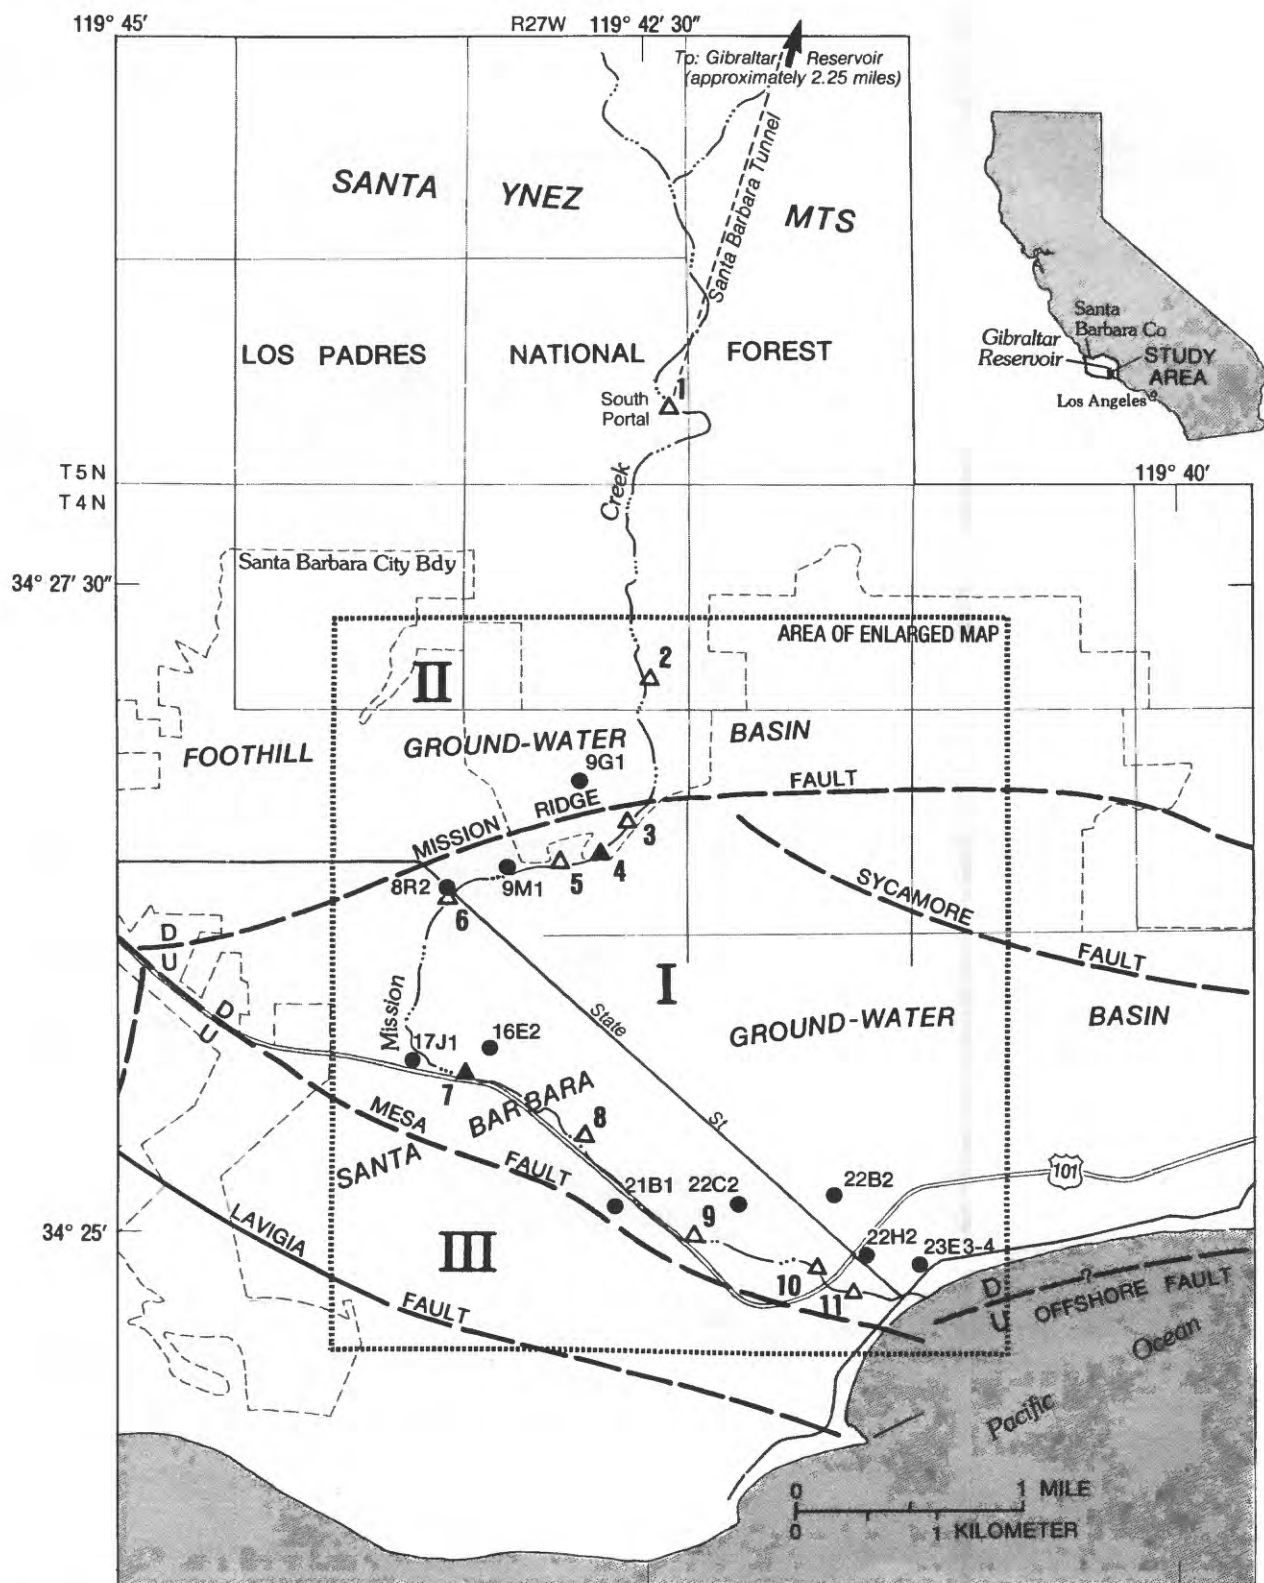 119° 45'
R27W 119° 42' 30"
To: Gibraltar Reservoir
(approximately 2.25 miles)
Santa Barbara Tunnel
SANTA YNEZ MTS
LOS PADRES NATIONAL FOREST
1
South
Portal
Santa
Barbara Co
Gibraltar
Reservoir
STUDY
AREA
Los Angeles
T 5 N
T 4 N
119° 40'
Creek
Santa Barbara City Bdy
34° 27' 30"
AREA OF ENLARGED MAP
2
II
FOOTHILL GROUND-WATER BASIN
9G1
MISSION RIDGE FAULT
3
4
5
9M1
8R2
6
SYCAMORE
FAULT
D
U
D
U
I
State
St
Mission
GROUND-WATER BASIN
17J1
16E2
7
SANTA BARBARA
8
MESA
FAULT
21B1
22C2
22B2
101
9
34° 25'
LAVIGIA
FAULT
III
22H2
23E3-4
10
11
D
U
?
OFFSHORE FAULT
Pacific Ocean
0 1 MILE
0 1 KILOMETER